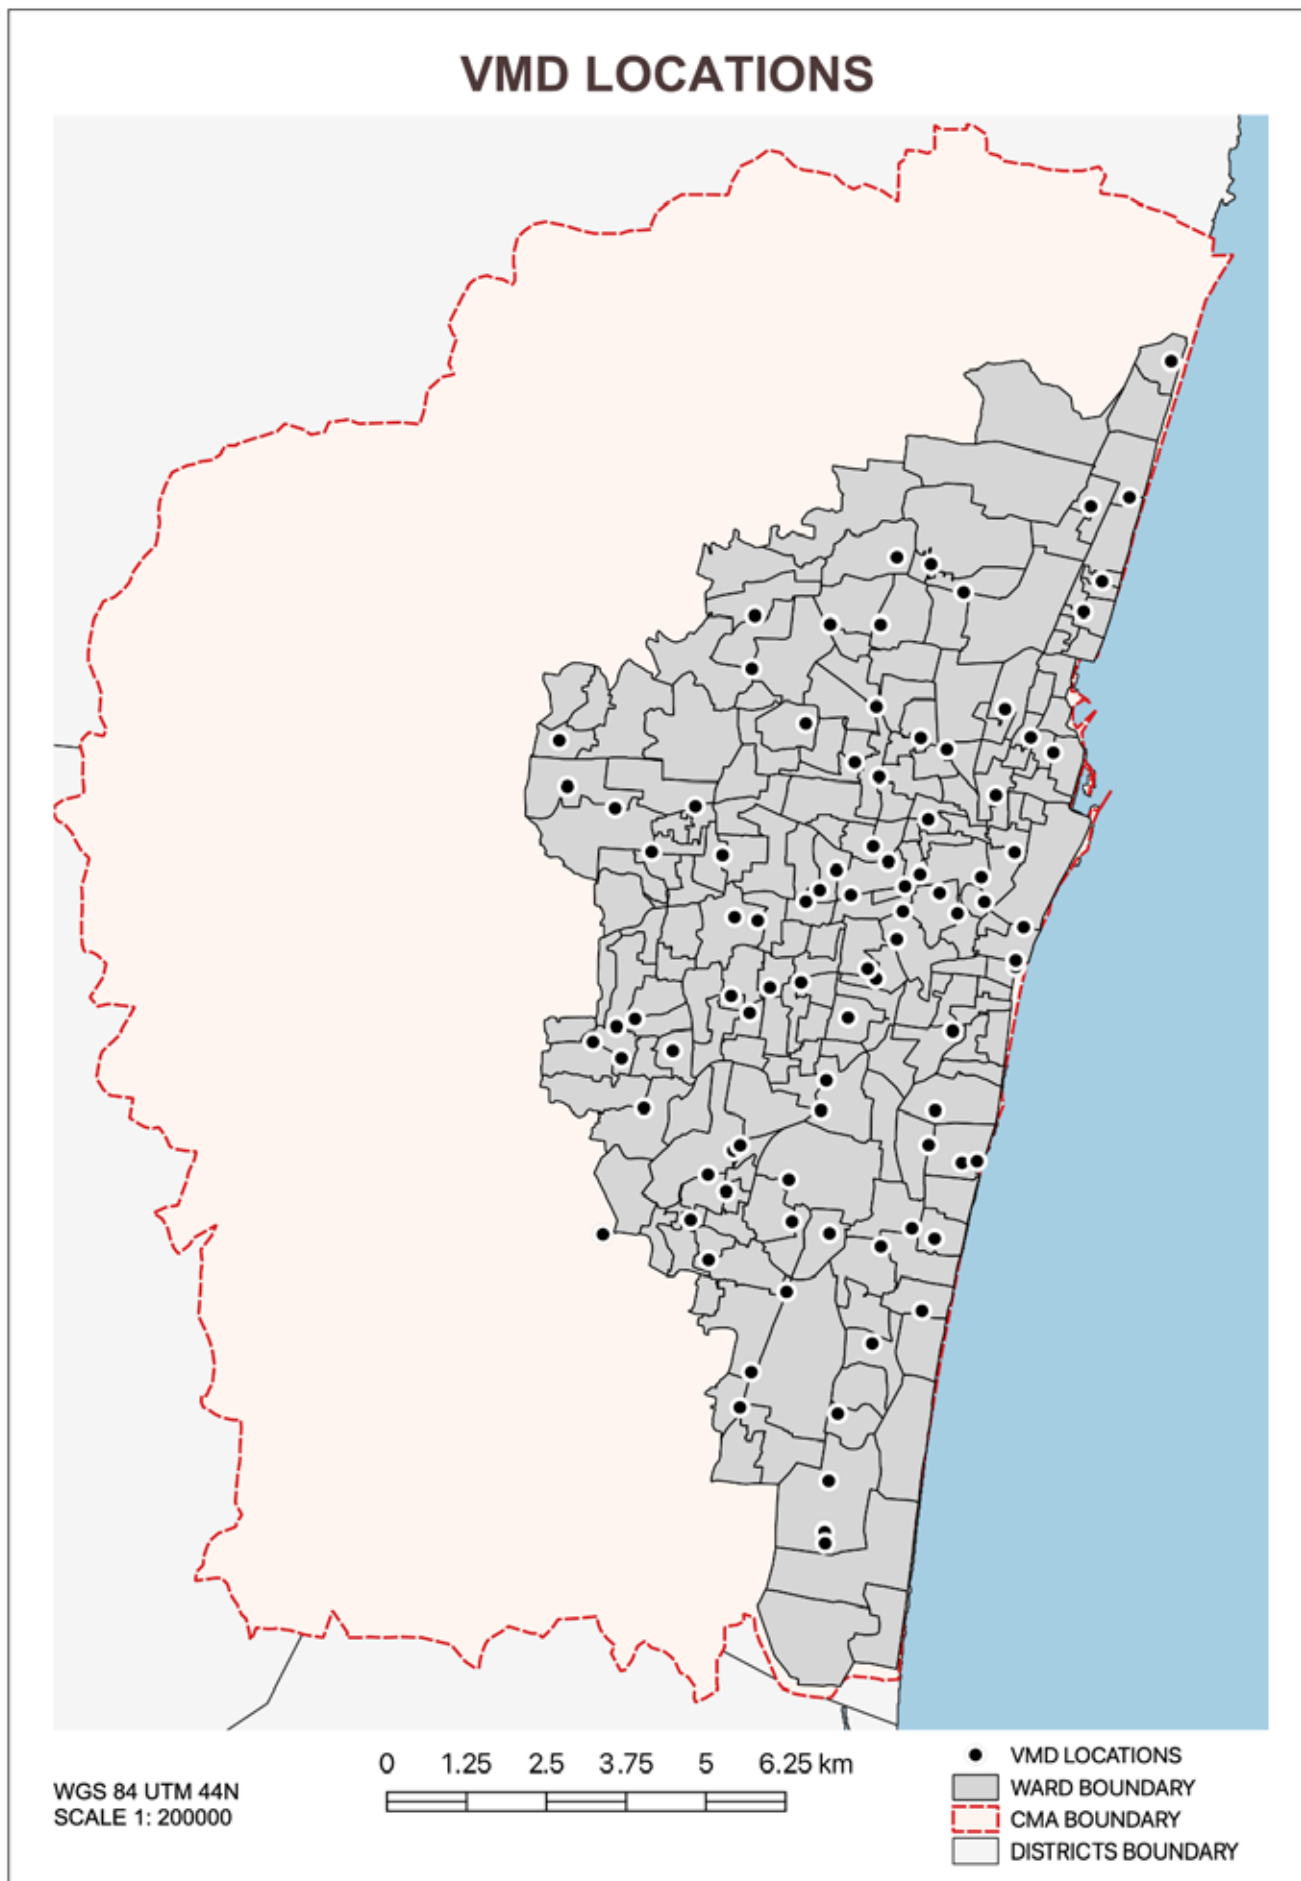 VMD LOCATIONS
0 1.25 2.5 3.75 5 6.25 km
WGS 84 UTM 44N
SCALE 1: 200000
VMD LOCATIONS
WARD BOUNDARY
CMA BOUNDARY
DISTRICTS BOUNDARY